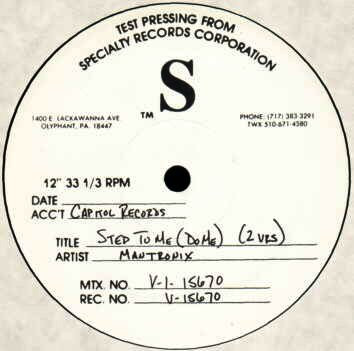 TEST PRESSING FROM
SPECIALTY RECORDS CORPORATION
S
TM
1400 E. LACKAWANNA AVE
OLYPHANT, PA. 18447
PHONE: (717) 383-3291
TWX 510-671-4580
12" 33 1/3 RPM
DATE
ACC'T CAPITOL RECORDS
TITLE STEP TO ME (DO ME) (2 VRS)
ARTIST MANTRONIX
MTX. NO. V-1-15670
REC. NO. V-15670